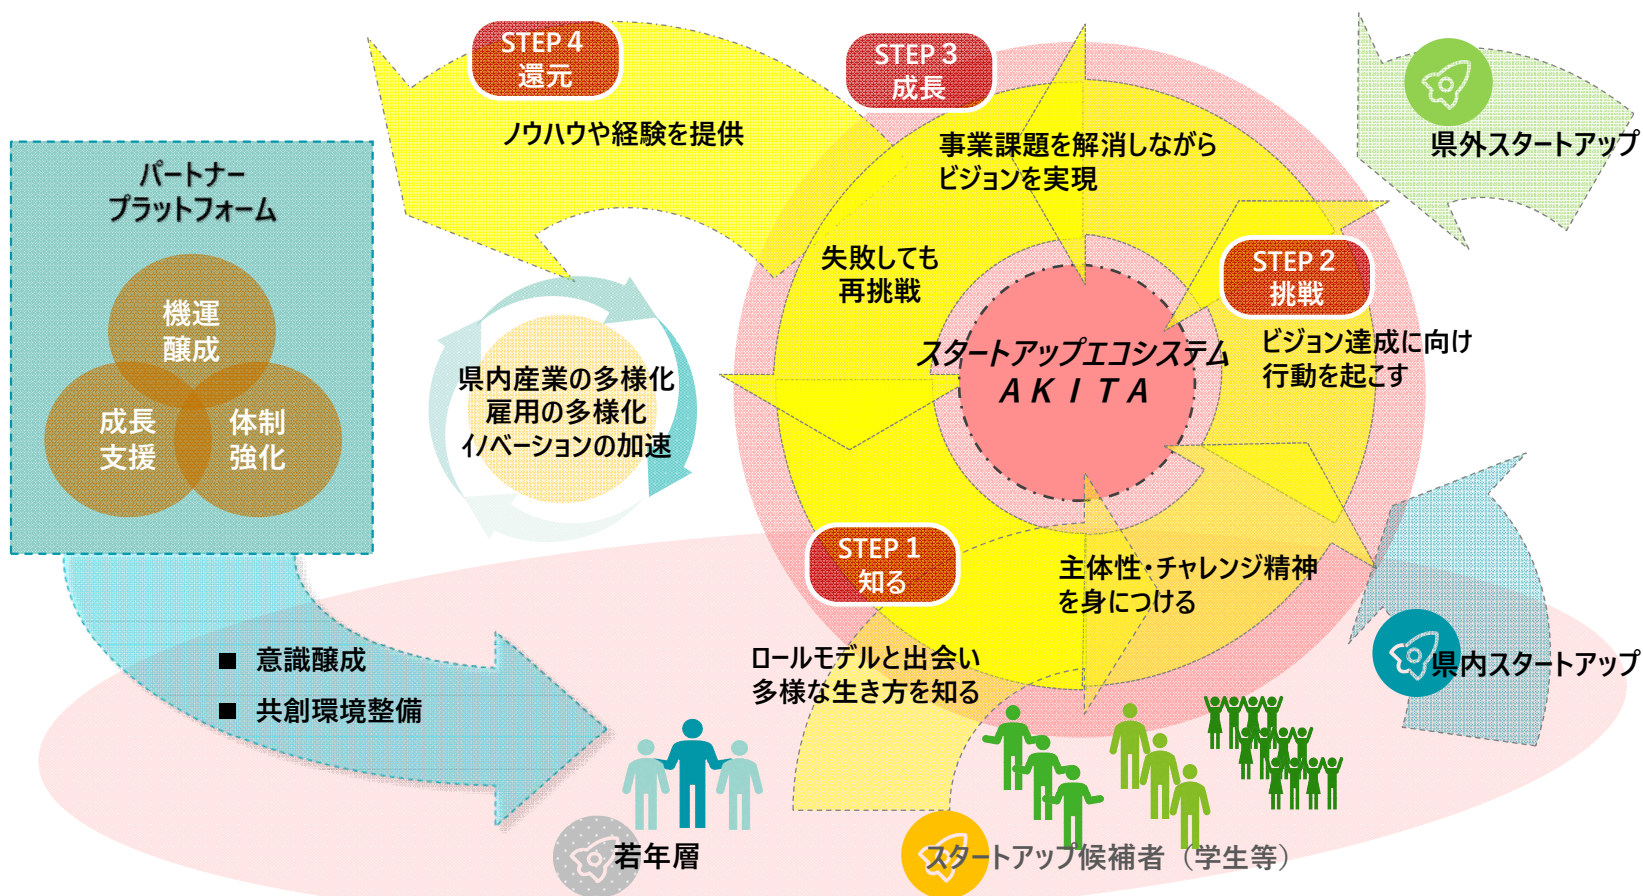 STEP 4
還元
ノウハウや経験を提供
STEP 3
成長
事業課題を解消しながら
ビジョンを実現
県外スタートアップ
パートナー
プラットフォーム
機運
醸成
成長
支援
体制
強化
失敗しても
再挑戦
STEP 2
挑戦
ビジョン達成に向け
行動を起こす
スタートアップエコシステム
AKITA
県内産業の多様化
雇用の多様化
イノベーションの加速
STEP 1
知る
主体性・チャレンジ精神
を身につける
ロールモデルと出会い
多様な生き方を知る
県内スタートアップ
■ 意識醸成
■ 共創環境整備
若年層
スタートアップ候補者（学生等）